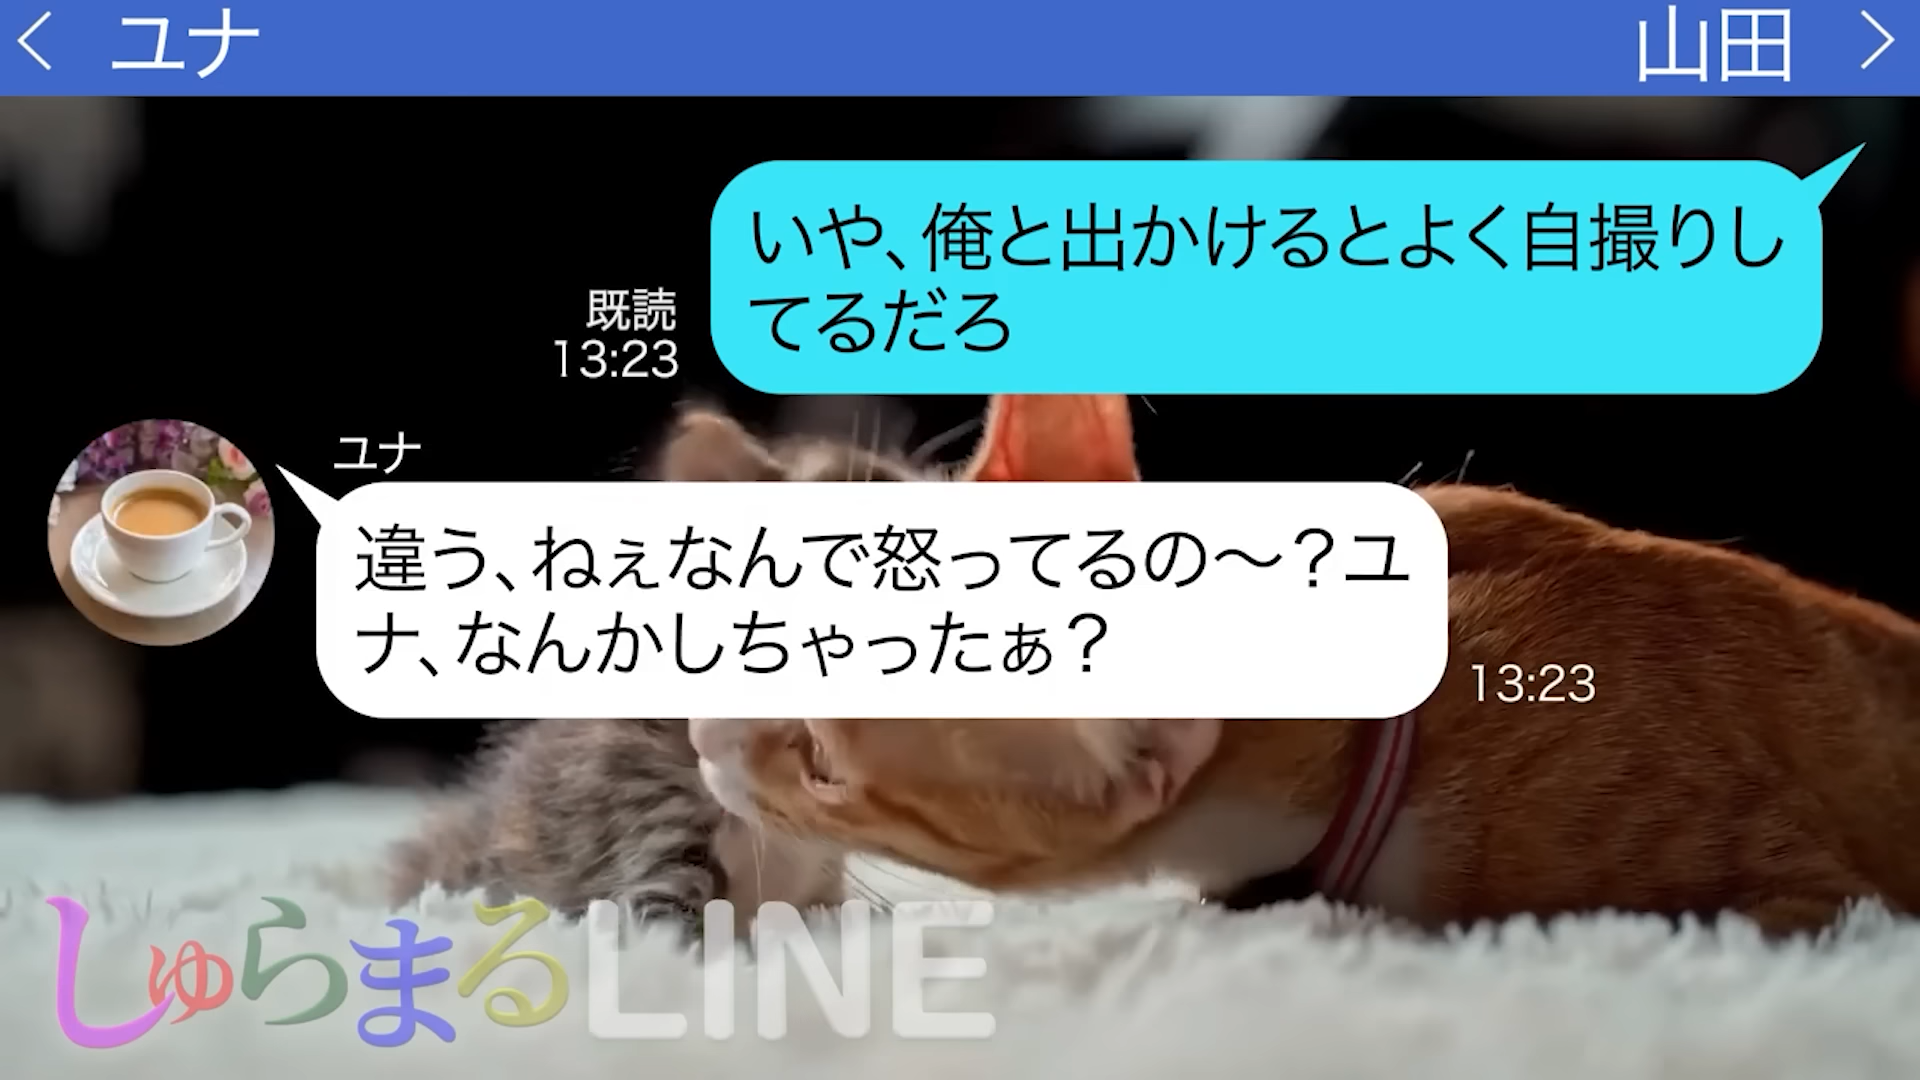 ユナ
山田
いや、俺と出かけるとよく自撮りし
てるだろ
既読
13:23
ユナ
違う、ねぇなんで怒ってるの〜？ユ
ナ、なんかしちゃったぁ？
13:23
しゅらまるLINE